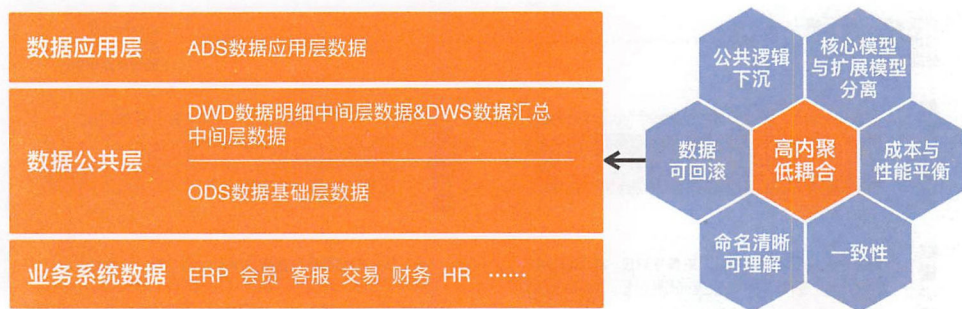 数据应用层
ADS数据应用层数据
数据公共层
DWD数据明细中间层数据&DWS数据汇总
中间层数据
ODS数据基础层数据
业务系统数据
ERP 会员 客服 交易 财务 HR ……
公共逻辑
下沉
核心模型
与扩展模型
分离
数据
可回滚
高内聚
低耦合
成本与
性能平衡
命名清晰
可理解
一致性